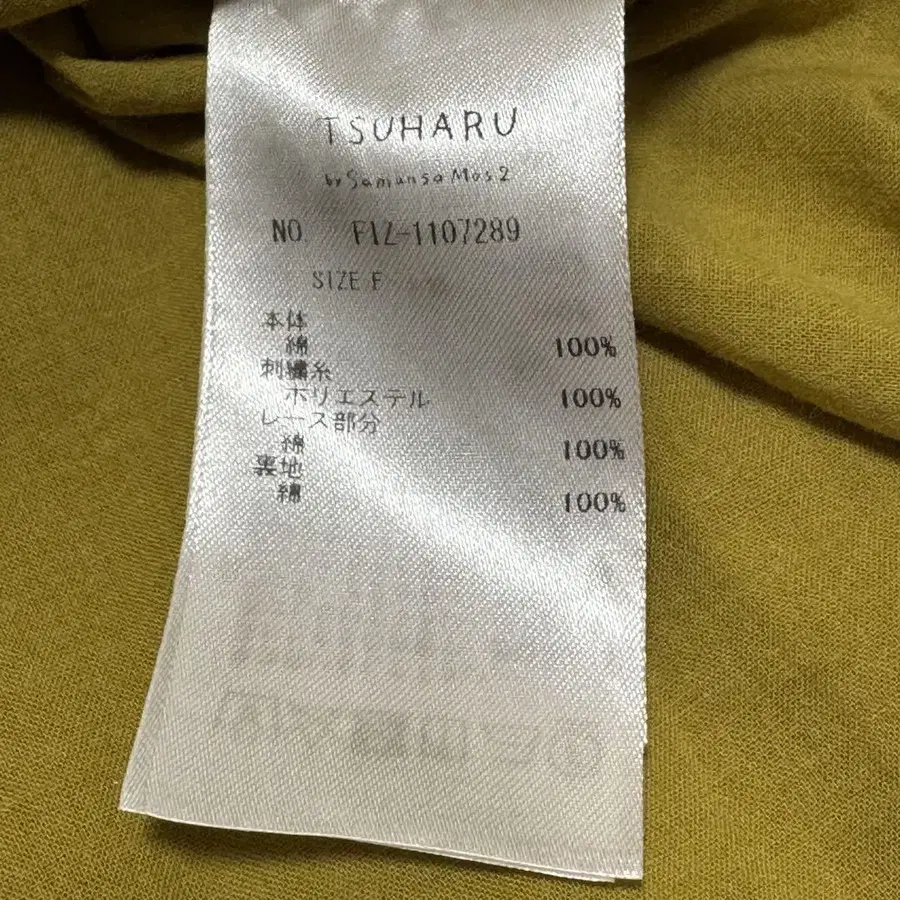 TSUHARU
by Samansa Mos2
NO. F1Z-1107289
SIZE F
本体
綿 100%
刺繍糸
ポリエステル 100%
レース部分
綿 100%
裏地
綿 100%